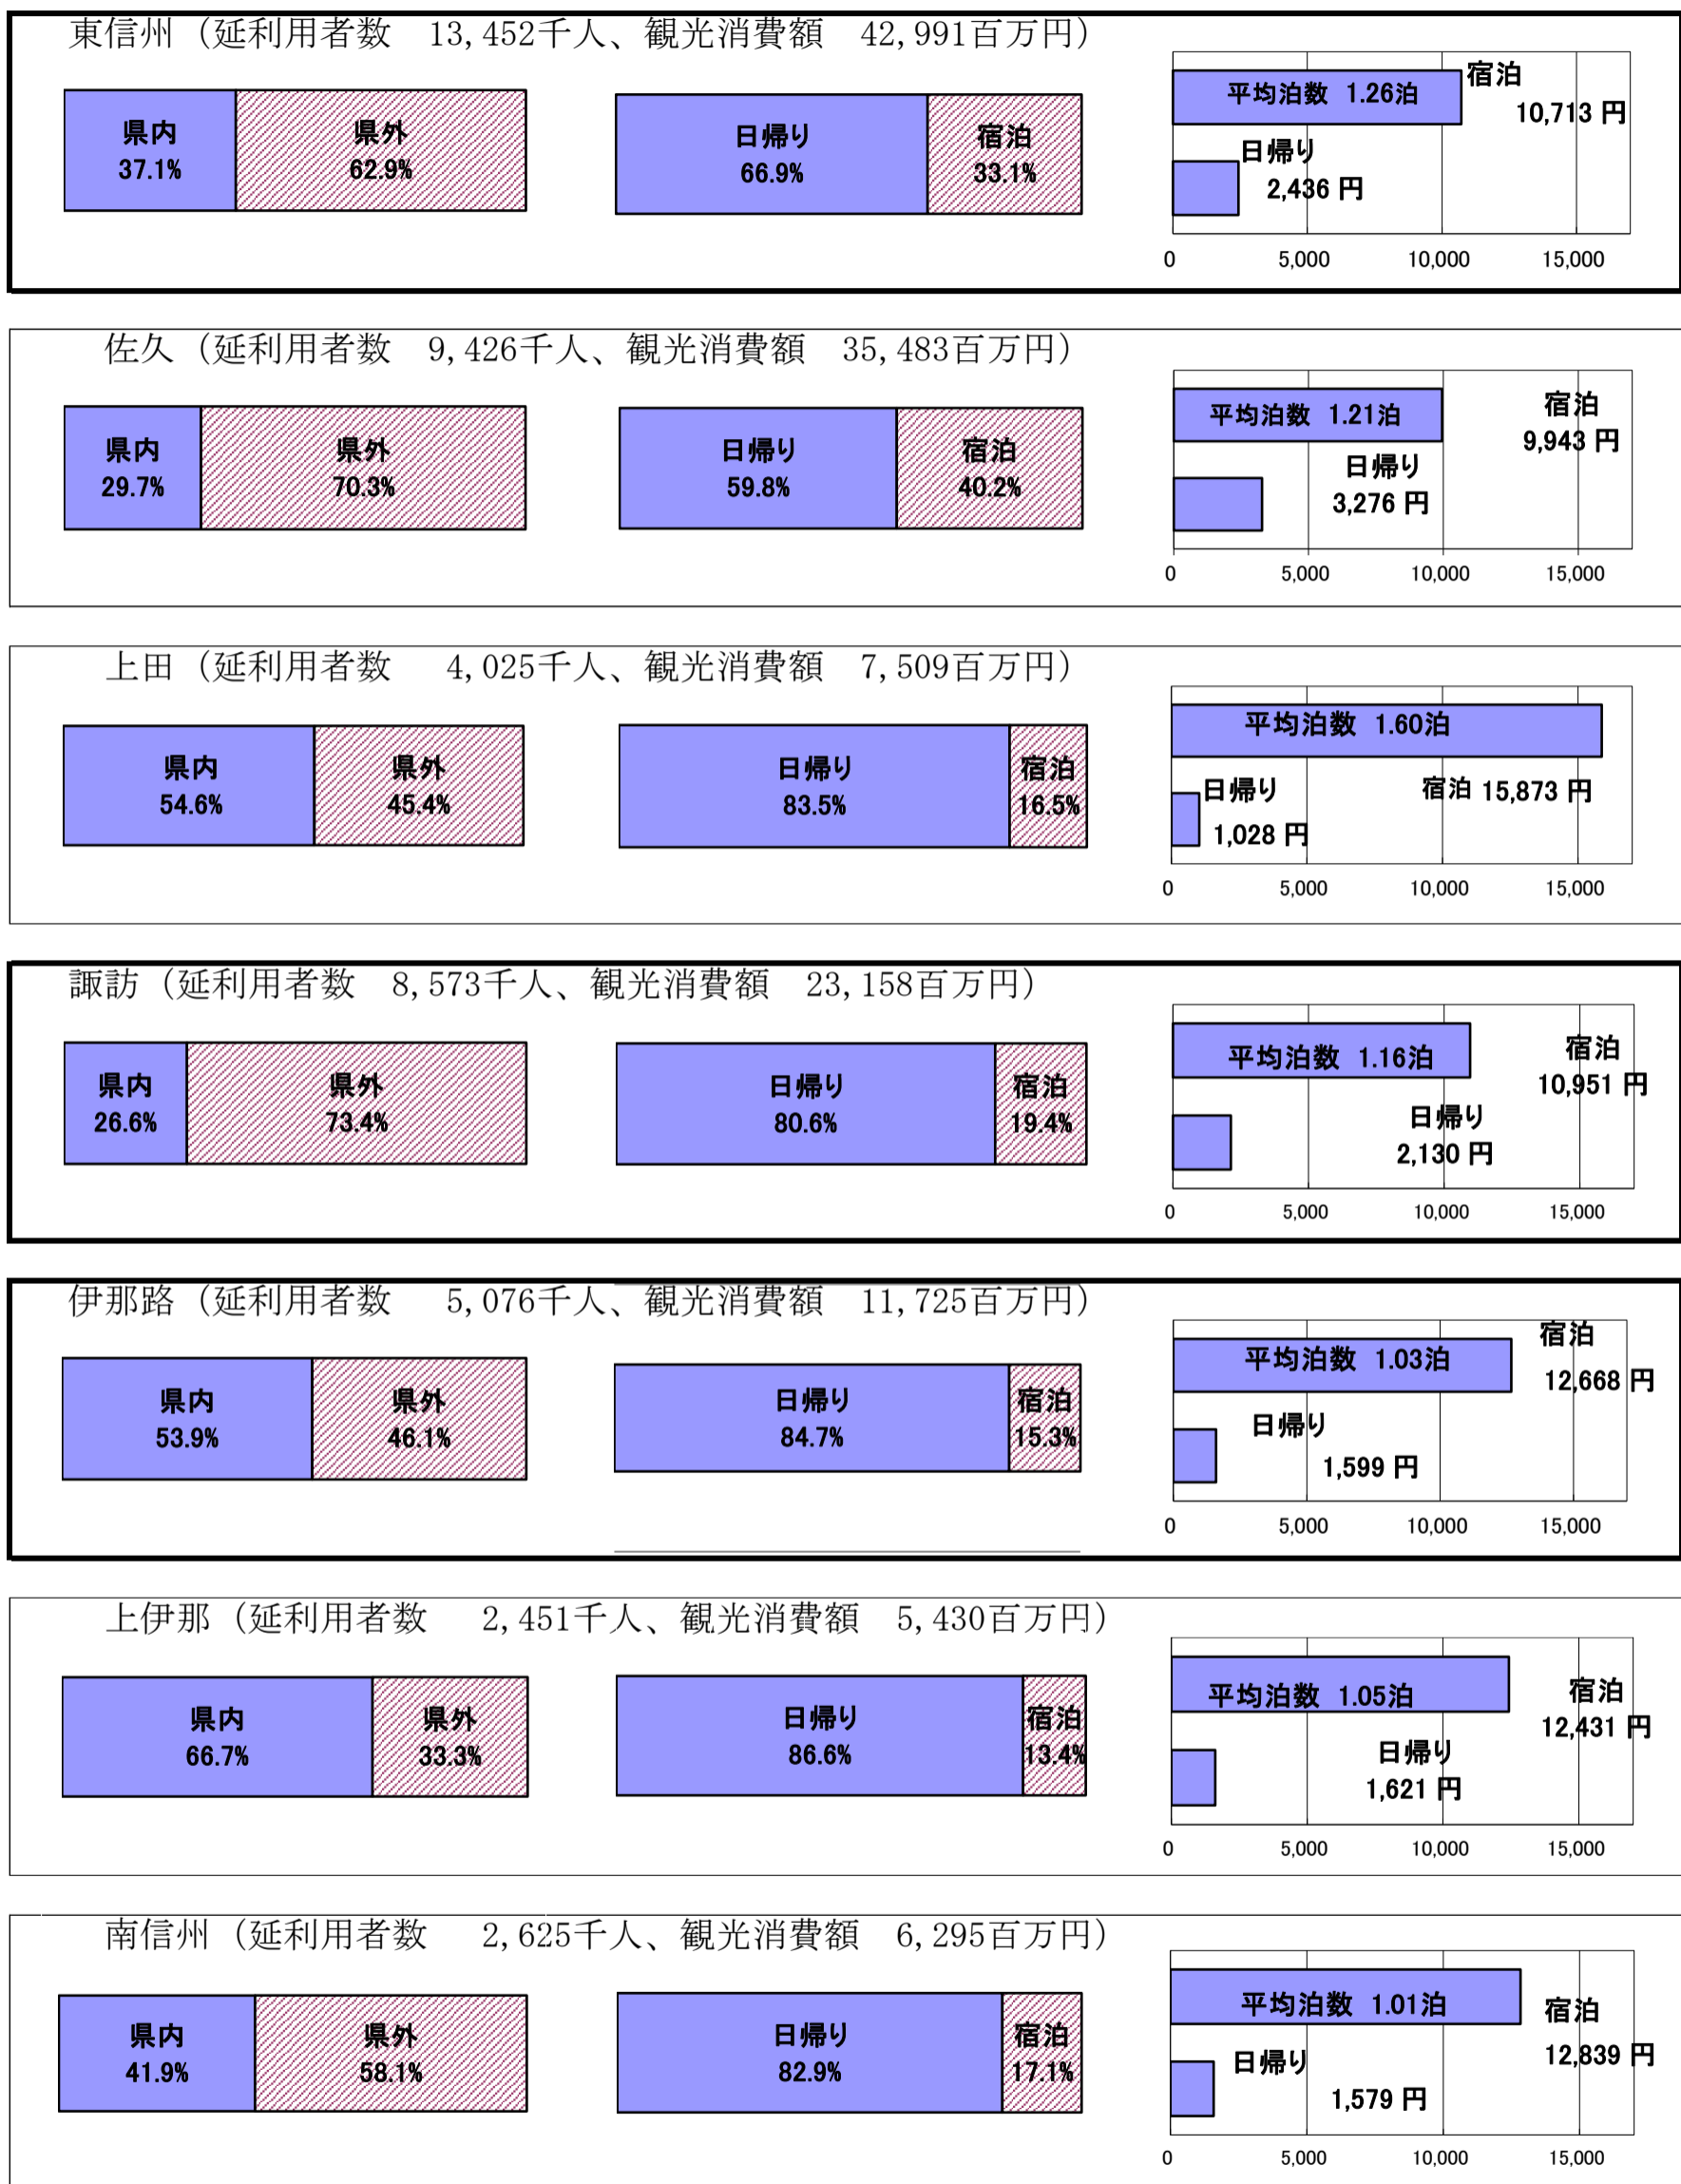 東信州（延利用者数　13,452千人、観光消費額　42,991百万円）
県内 県外 日帰り 宿泊
37.1% 62.9% 66.9% 33.1%
平均泊数 1.26泊 宿泊
10,713 円
日帰り
2,436 円
0 5,000 10,000 15,000
佐久（延利用者数　9,426千人、観光消費額　35,483百万円）
県内 県外 日帰り 宿泊
29.7% 70.3% 59.8% 40.2%
平均泊数 1.21泊 宿泊
9,943 円
日帰り
3,276 円
0 5,000 10,000 15,000
上田（延利用者数　4,025千人、観光消費額　7,509百万円）
県内 県外 日帰り 宿泊
54.6% 45.4% 83.5% 16.5%
平均泊数 1.60泊
日帰り 宿泊 15,873 円
1,028 円
0 5,000 10,000 15,000
諏訪（延利用者数　8,573千人、観光消費額　23,158百万円）
県内 県外 日帰り 宿泊
26.6% 73.4% 80.6% 19.4%
平均泊数 1.16泊 宿泊
10,951 円
日帰り
2,130 円
0 5,000 10,000 15,000
伊那路（延利用者数　5,076千人、観光消費額　11,725百万円）
県内 県外 日帰り 宿泊
53.9% 46.1% 84.7% 15.3%
平均泊数 1.03泊 宿泊
12,668 円
日帰り
1,599 円
0 5,000 10,000 15,000
上伊那（延利用者数　2,451千人、観光消費額　5,430百万円）
県内 県外 日帰り 宿泊
66.7% 33.3% 86.6% 13.4%
平均泊数 1.05泊 宿泊
12,431 円
日帰り
1,621 円
0 5,000 10,000 15,000
南信州（延利用者数　2,625千人、観光消費額　6,295百万円）
県内 県外 日帰り 宿泊
41.9% 58.1% 82.9% 17.1%
平均泊数 1.01泊 宿泊
12,839 円
日帰り
1,579 円
0 5,000 10,000 15,000